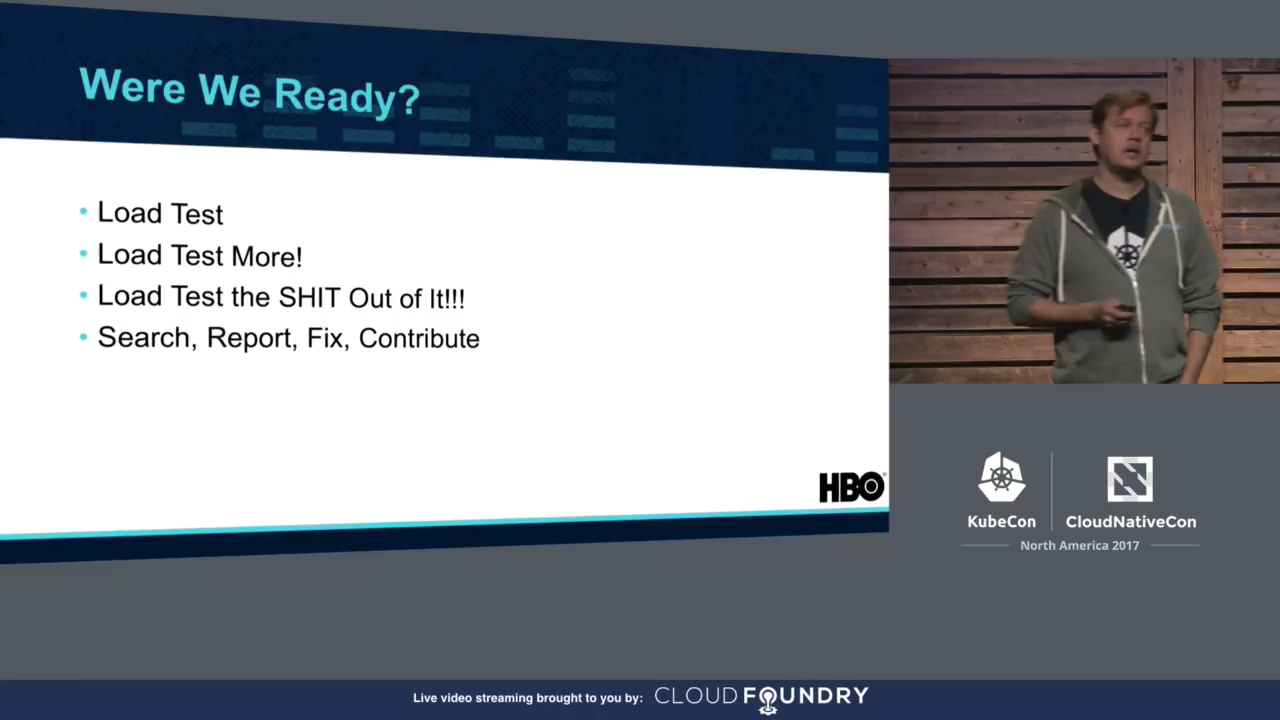 Were We Ready?
• Load Test
• Load Test More!
• Load Test the SHIT Out of It!!!
• Search, Report, Fix, Contribute
HBO
KubeCon
CloudNativeCon
North America 2017
Live video streaming brought to you by: CLOUD FOUNDRY